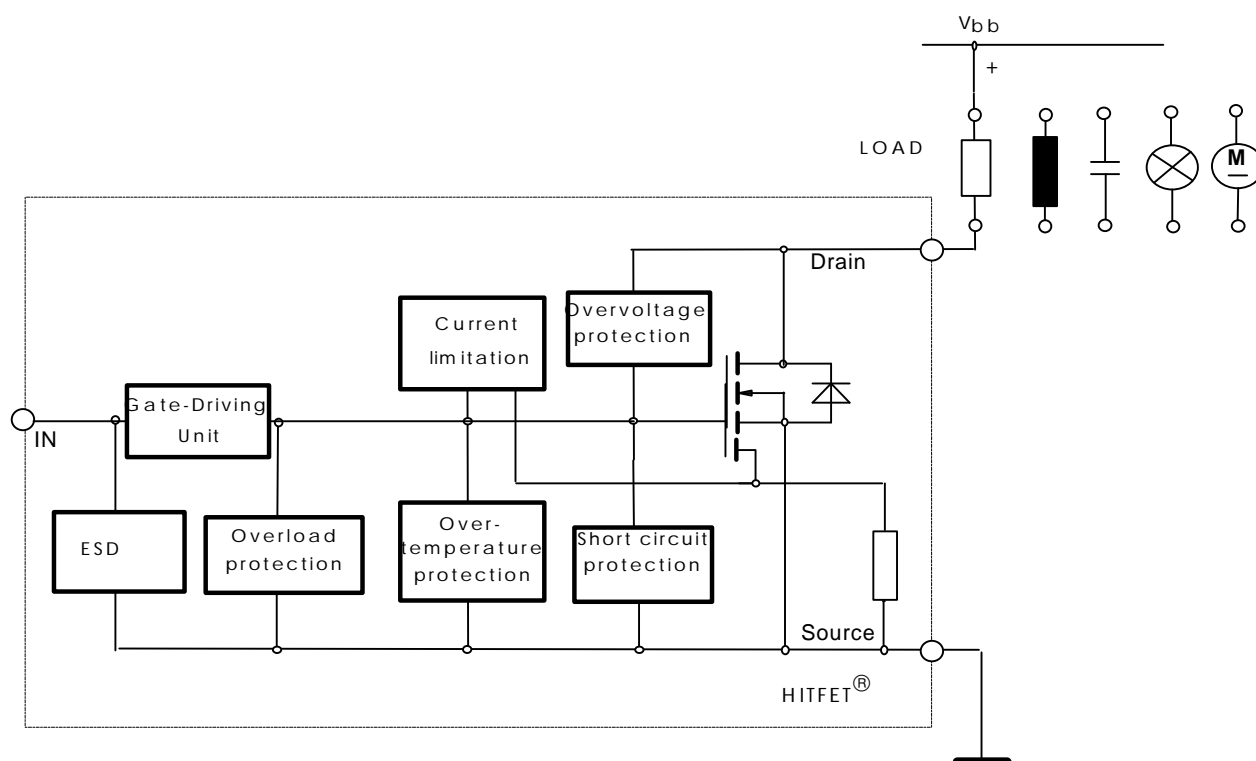 Vbb
+
LOAD
M
Drain
Overvoltage
protection
Current
limitation
Gate-Driving
Unit
IN
ESD
Overload
protection
Over-
temperature
protection
Short circuit
protection
Source
HITFET®